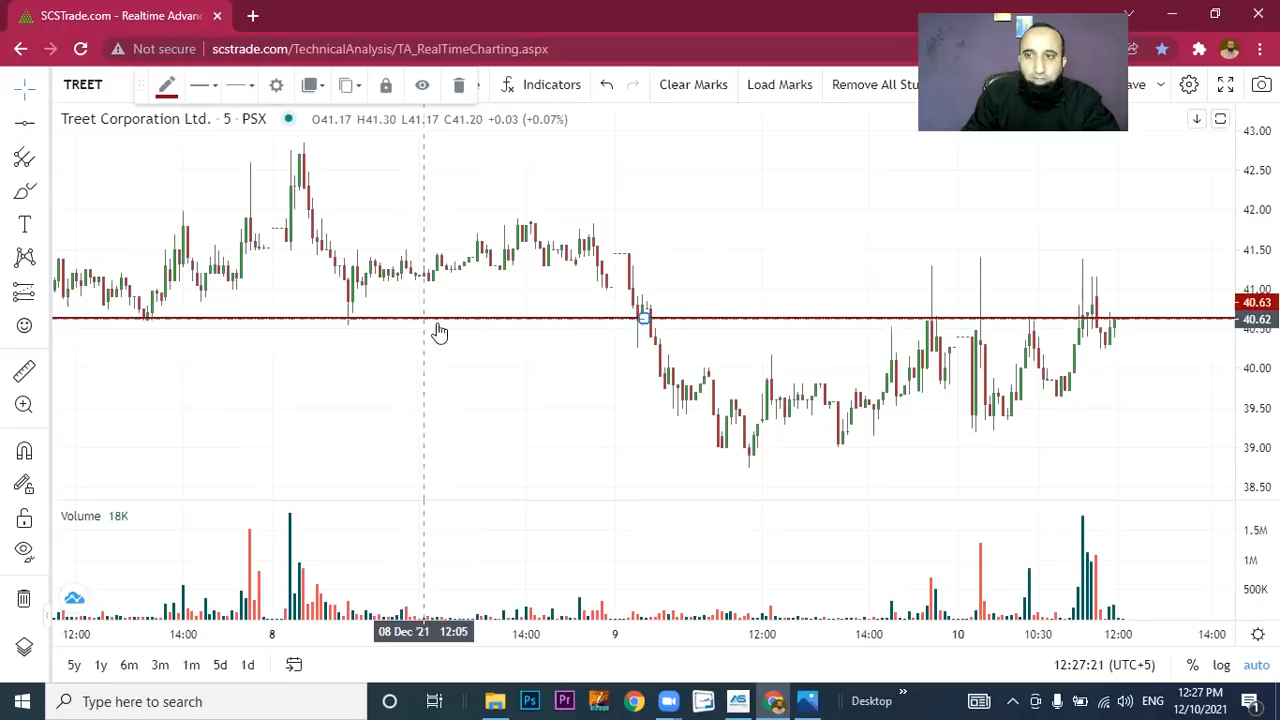 SCSTrade.com - Realtime Advanc
Not secure
scstrade.com/TechnicalAnalysis/TA_RealTimeCharting.aspx
TREET
Indicators
Clear Marks
Load Marks
Remove All Stu
ave
Treet Corporation Ltd. · 5 · PSX
O41.17 H41.30 L41.17 C41.20 +0.03 (+0.07%)
43.00
42.50
42.00
41.50
41.00
40.63
40.62
40.50
40.00
39.50
39.00
38.50
Volume 18K
1.5M
1M
500K
12:00
14:00
8
08 Dec '21 12:05
14:00
9
12:00
14:00
10
10:30
12:00
14:00
5y 1y 6m 3m 1m 5d 1d
12:27:21 (UTC+5)
%
log
auto
Type here to search
Desktop
ENG
12:27 PM
12/10/2021